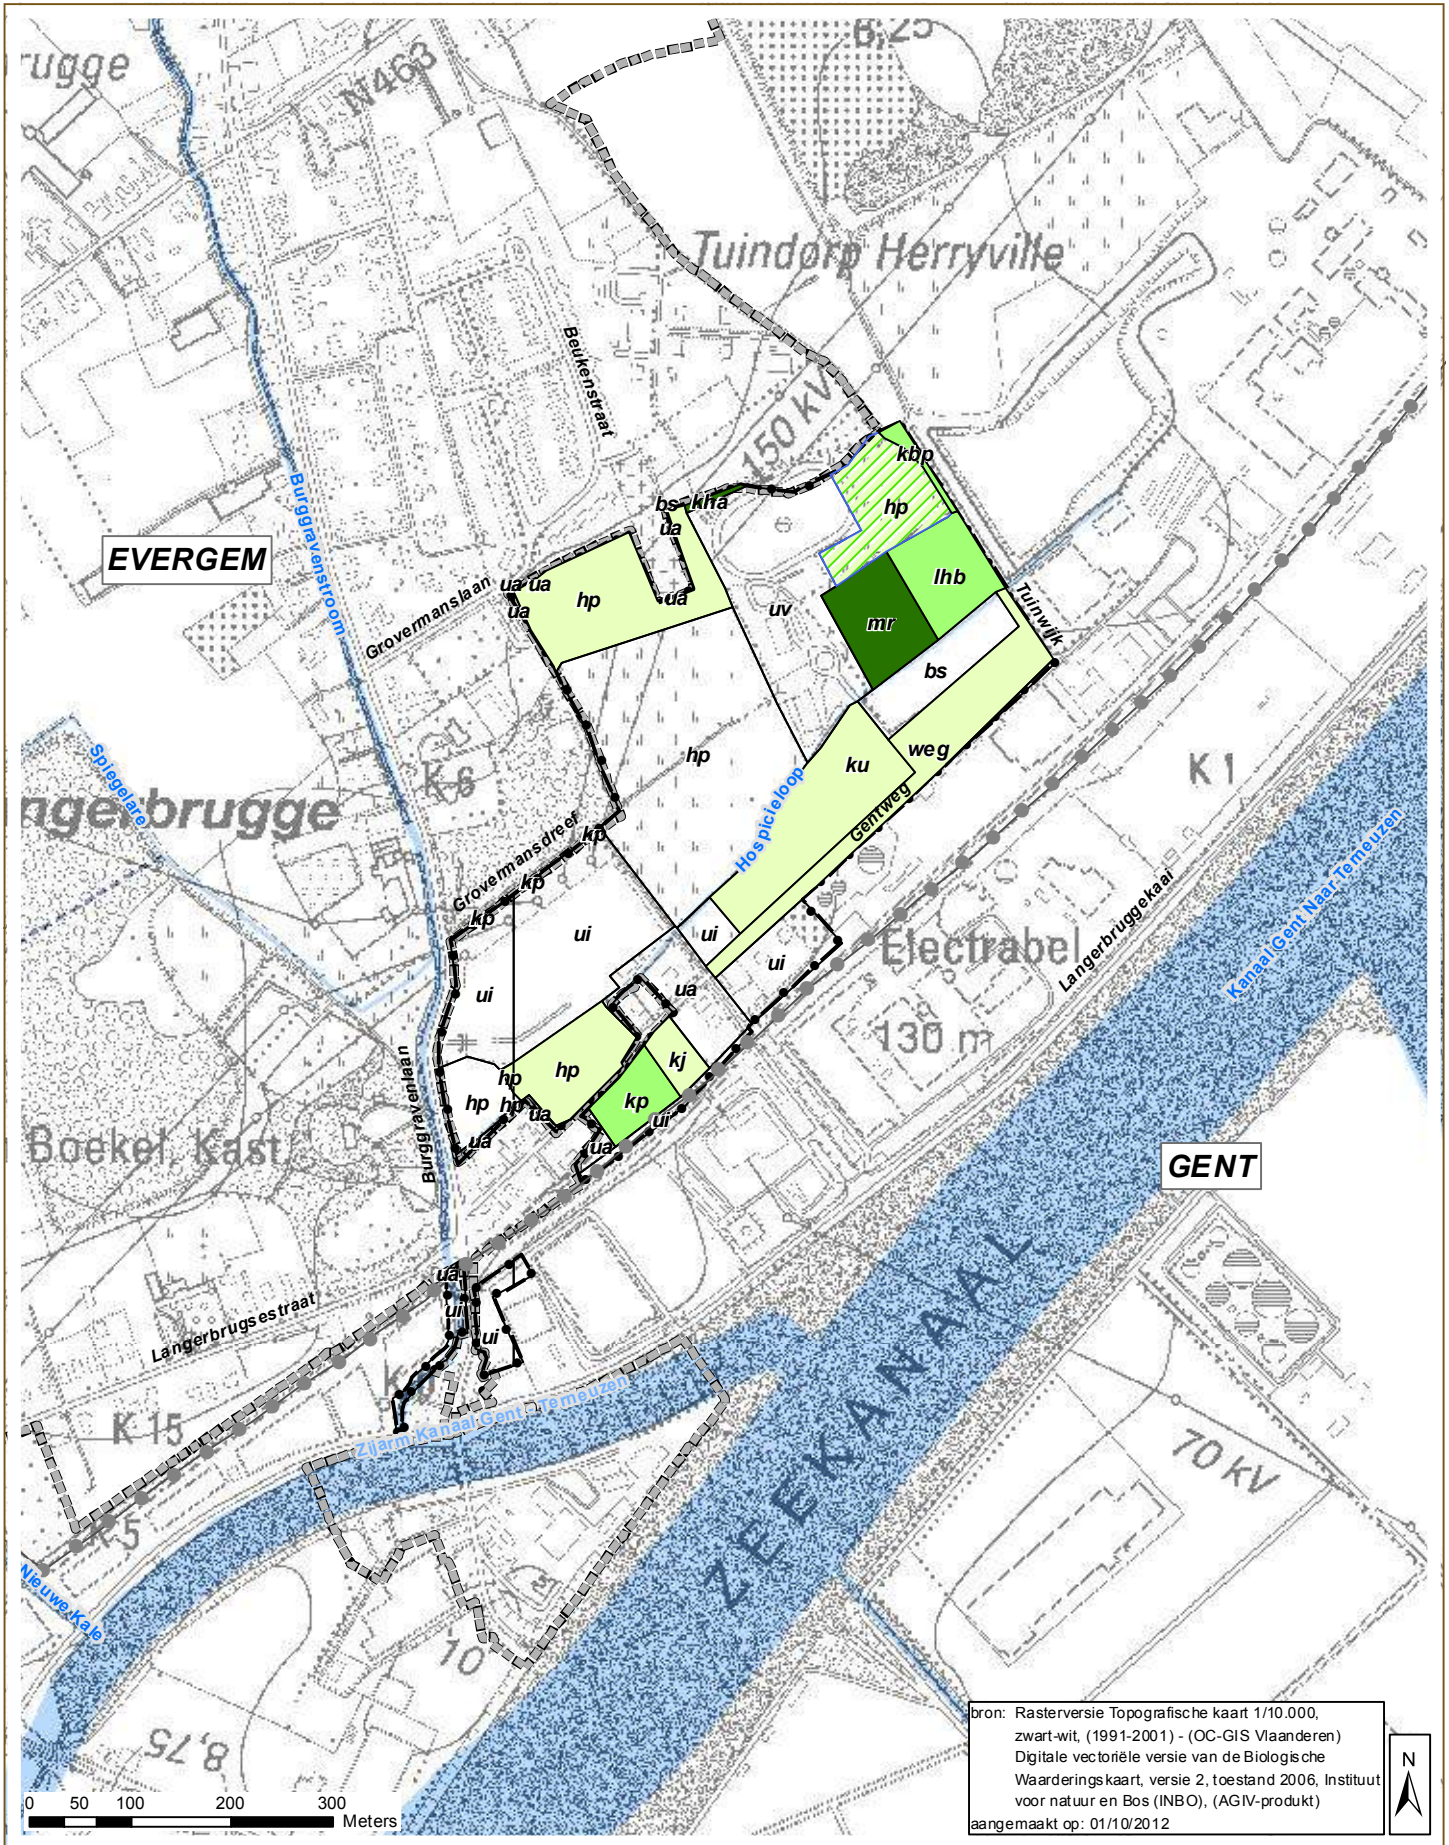 rugge
N463
6,25
Tuindorp Herryville
Beukenstraat
150 kV
kbp
hp
bs kha
ua
EVERGEM
Burggravenstroom
ua ua
ua
hp
ua
lhb
uv
mr
Tuinwijk
Grovermanslaan
bs
Spiegelare
K 6
hp
ku
weg
K 1
ngerbrugge
Hospicieloop
Gentweg
kp
Grovermansdreef
kp
kp
ui
ui
ui
Electrabel
Langerbruggekaai
Kanaal Gent Naar Terneuzen
ui
ua
130 m
Burggravenlaan
hp
hp
kj
hp
hp
ua
kp
ui
ua
ua
Boekel. Kast.
GENT
ua
ui
ui
Langerbrugsestraat
ZEEKANAAL
K
K 15
Zijarm Kanaal Gent - Terneuzen
70 kV
K 5
Nieuwe Kale
10
8,75
bron: Rasterversie Topografische kaart 1/10.000,
zwart-wit, (1991-2001) - (OC-GIS Vlaanderen)
Digitale vectoriële versie van de Biologische
Waarderingskaart, versie 2, toestand 2006, Instituut
voor natuur en Bos (INBO), (AGIV-produkt)
aangemaakt op: 01/10/2012
N
0 50 100 200 300
Meters